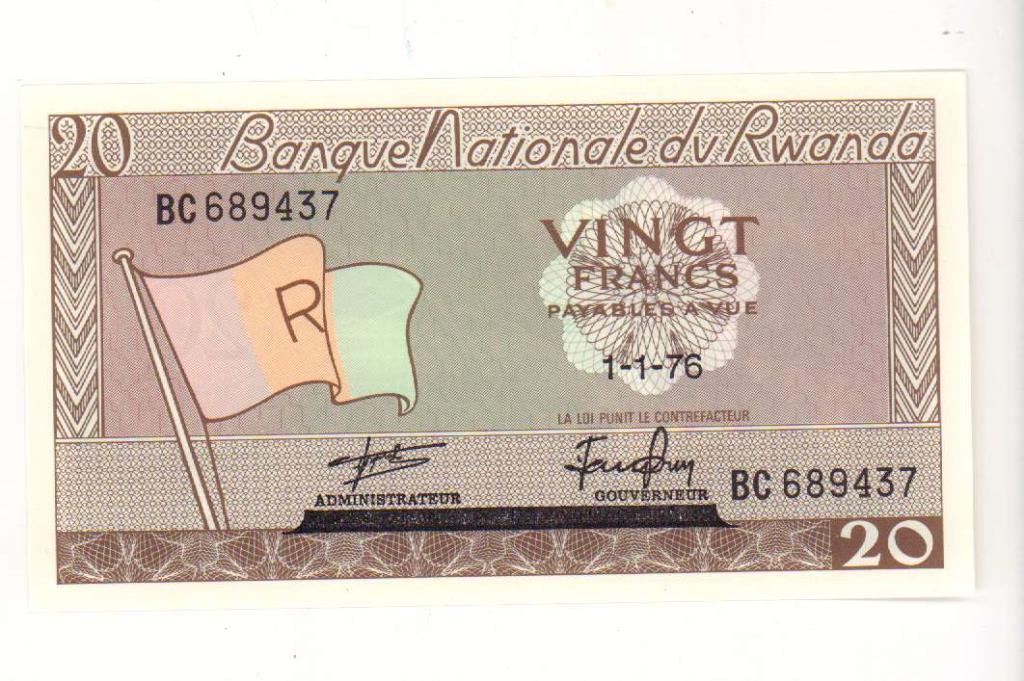 20 Banque Nationale du Rwanda
BC 689437
VINGT
FRANCS
PAYABLES A VUE
R
1-1-76
LA LOI PUNIT LE CONTREFACTEUR
ADMINISTRATEUR
GOUVERNEUR
BC 689437
20